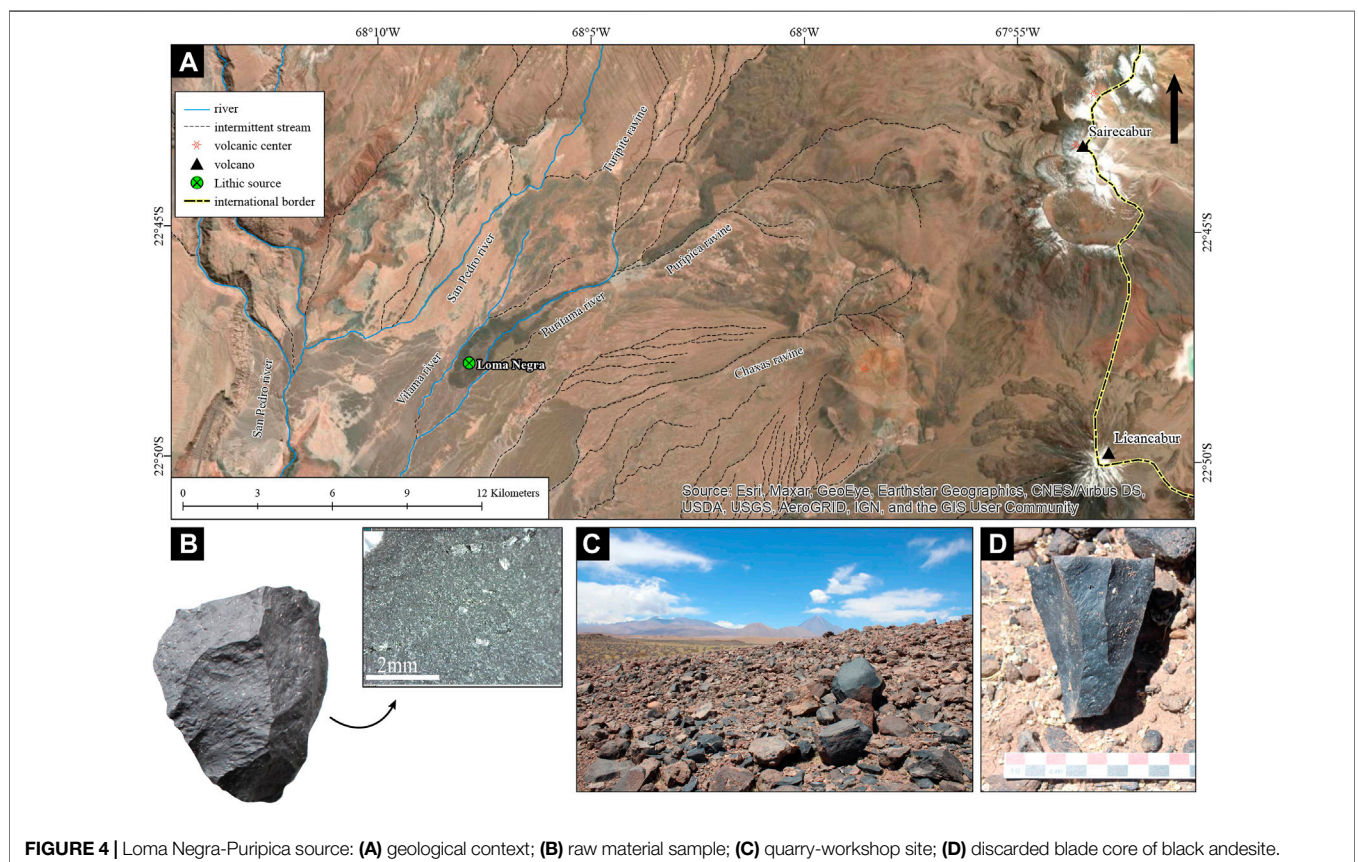 68°10'W 68°5'W 68°W 67°55'W
A
river
intermittent stream
volcanic center
volcano
Lithic source
international border
Turipite ravine
Sairecabur
22°45'S
22°45'S
San Pedro river
Puripica ravine
Puritama river
Loma Negra
Vilama river
Chaxas ravine
San Pedro river
Licancabur
22°50'S
22°50'S
0 3 6 9 12 Kilometers
Source: Esri, Maxar, GeoEye, Earthstar Geographics, CNES/Airbus DS,
USDA, USGS, AeroGRID, IGN, and the GIS User Community
B
2mm
C
D
cm
FIGURE 4 | Loma Negra-Puripica source: (A) geological context; (B) raw material sample; (C) quarry-workshop site; (D) discarded blade core of black andesite.